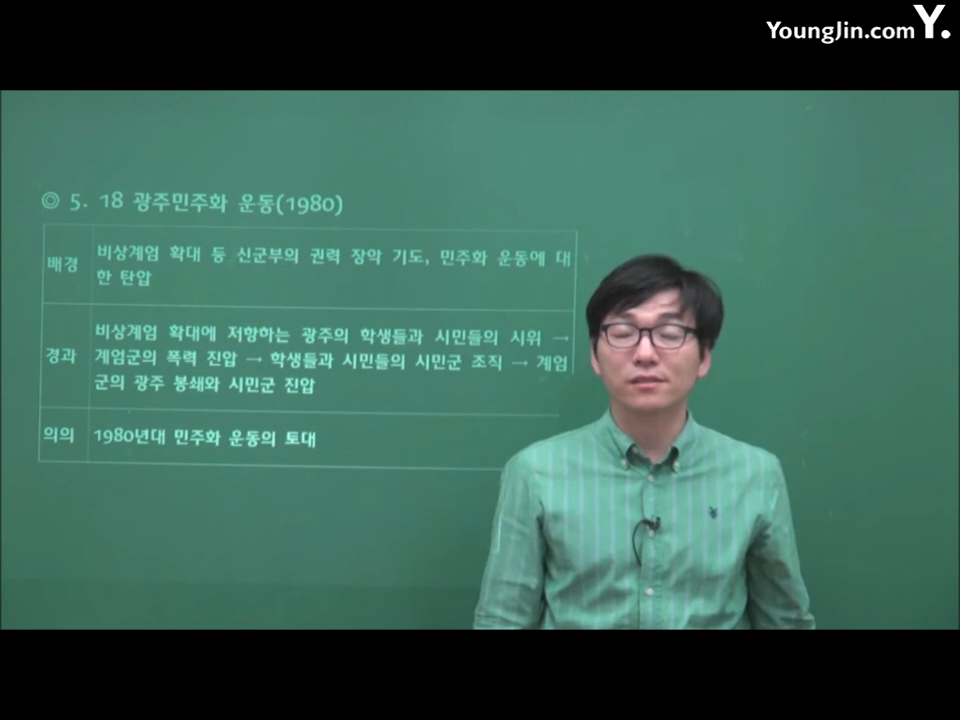 YoungJin.com Y.
◎ 5. 18 광주민주화 운동(1980)
배경
비상계엄 확대 등 신군부의 권력 장악 기도, 민주화 운동에 대
한 탄압
경과
비상계엄 확대에 저항하는 광주의 학생들과 시민들의 시위 →
계엄군의 폭력 진압 → 학생들과 시민들의 시민군 조직 → 계엄
군의 광주 봉쇄와 시민군 진압
의의
1980년대 민주화 운동의 토대